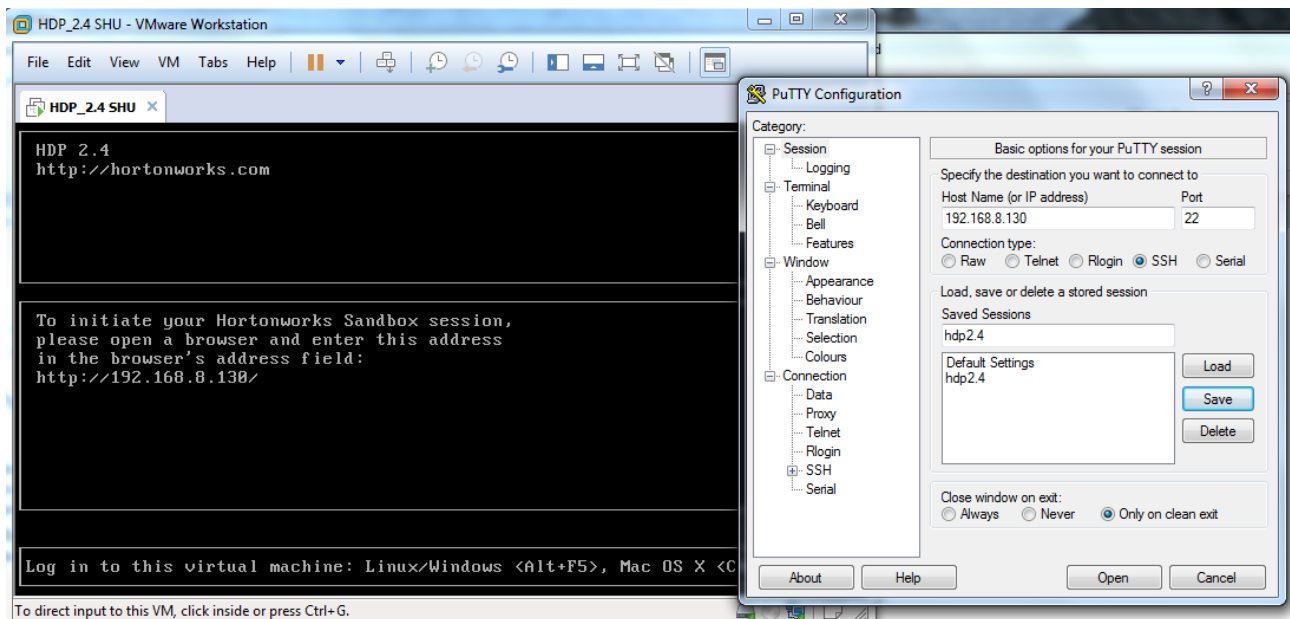 HDP_2.4 SHU - VMware Workstation
File Edit View VM Tabs Help
HDP_2.4 SHU
HDP 2.4
http://hortonworks.com
To initiate your Hortonworks Sandbox session,
please open a browser and enter this address
in the browser's address field:
http://192.168.8.130/
Log in to this virtual machine: Linux/Windows <Alt+F5>, Mac OS X <C
To direct input to this VM, click inside or press Ctrl+G.
PuTTY Configuration
Category:
Session
Logging
Terminal
Keyboard
Bell
Features
Window
Appearance
Behaviour
Translation
Selection
Colours
Connection
Data
Proxy
Telnet
Rlogin
SSH
Serial
Basic options for your PuTTY session
Specify the destination you want to connect to
Host Name (or IP address) Port
192.168.8.130 22
Connection type:
Raw Telnet Rlogin SSH Serial
Load, save or delete a stored session
Saved Sessions
hdp2.4
Default Settings
hdp2.4
Load
Save
Delete
Close window on exit:
Always Never Only on clean exit
About Help Open Cancel